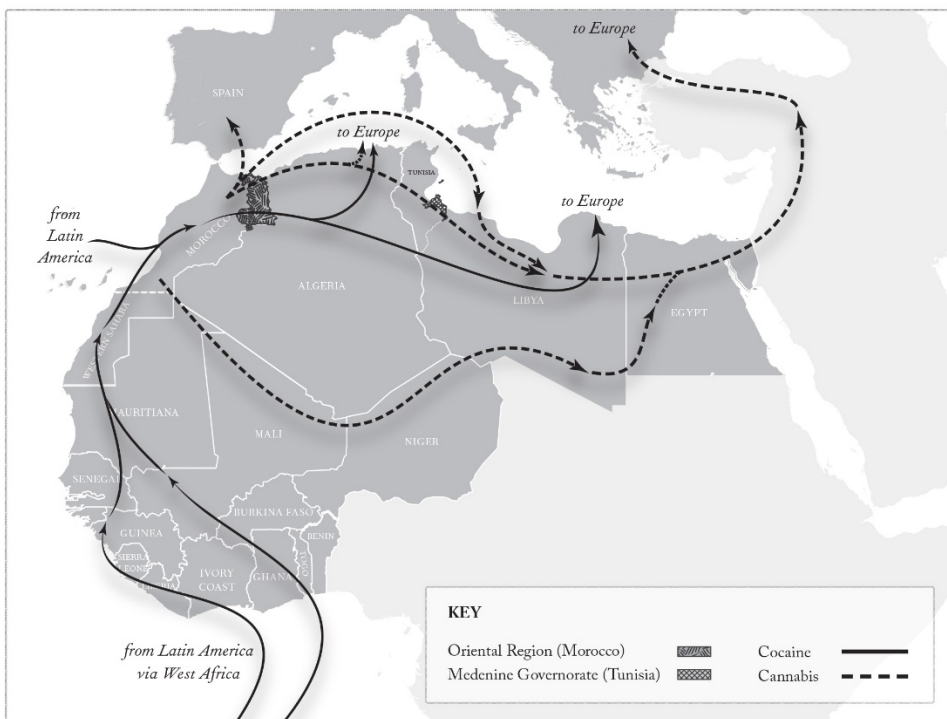 to Europe
SPAIN
to Europe
TUNISIA
to Europe
from
Latin
America
MOROCCO
ALGERIA
LIBYA
EGYPT
WESTERN SAHARA
MAURITIANA
MALI
NIGER
SENEGAL
BURKINA FASO
GUINEA
BENIN
SIERRA
LEONE
IVORY
COAST
GHANA
TOGO
LIBERIA
from Latin America
via West Africa
KEY
Oriental Region (Morocco)
Medenine Governorate (Tunisia)
Cocaine
Cannabis